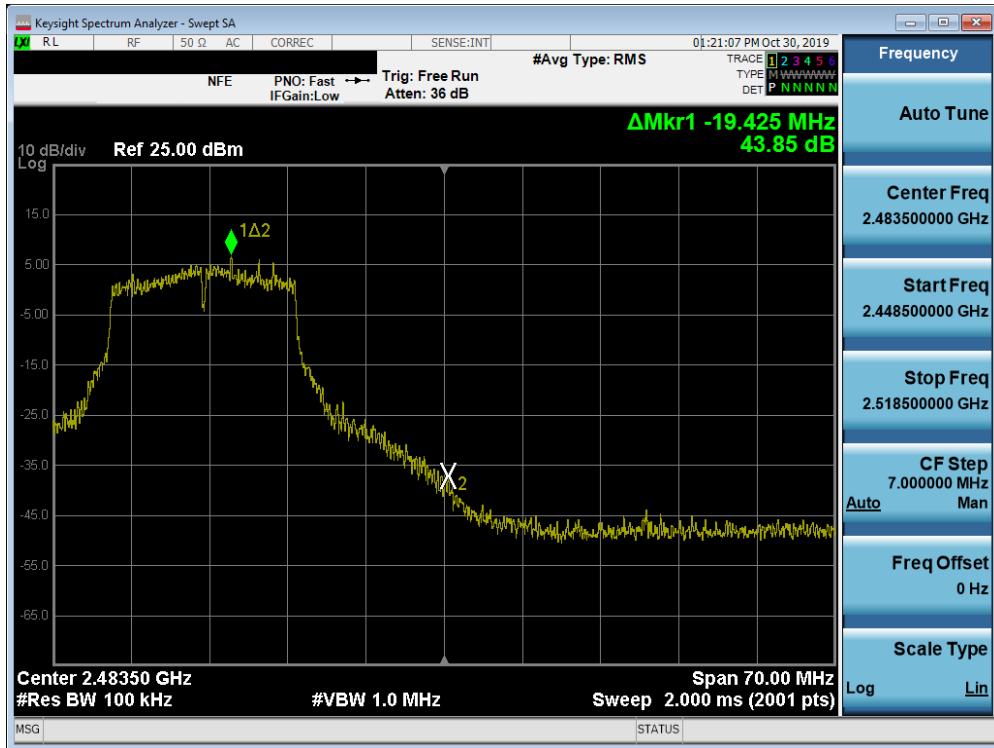 Keysight Spectrum Analyzer - Swept SA
LXI RL RF 50 Ω AC CORREC SENSE:INT 01:21:07 PM Oct 30, 2019
#Avg Type: RMS TRACE 1 2 3 4 5 6
NFE PNO: Fast Trig: Free Run TYPE M WWWWW
IFGain:Low Atten: 36 dB DET P N N N N N
ΔMkr1 -19.425 MHz
43.85 dB
10 dB/div Ref 25.00 dBm
Log
15.0
1Δ2
5.00
-5.00
-15.0
-25.0
-35.0
2
-45.0
-55.0
-65.0
Center 2.48350 GHz Span 70.00 MHz
#Res BW 100 kHz #VBW 1.0 MHz Sweep 2.000 ms (2001 pts)
MSG STATUS
Frequency
Auto Tune
Center Freq
2.483500000 GHz
Start Freq
2.448500000 GHz
Stop Freq
2.518500000 GHz
CF Step
7.000000 MHz
Auto Man
Freq Offset
0 Hz
Scale Type
Log Lin